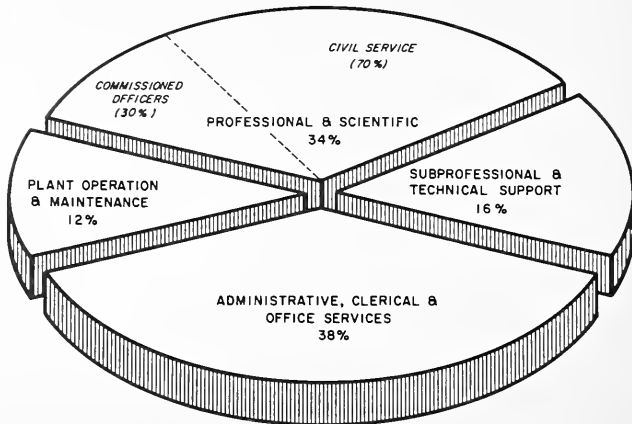 CIVIL SERVICE
(70%)
COMMISSIONED
OFFICERS
(30%)
PROFESSIONAL & SCIENTIFIC
34%
PLANT OPERATION
& MAINTENANCE
12%
SUBPROFESSIONAL &
TECHNICAL SUPPORT
16%
ADMINISTRATIVE, CLERICAL &
OFFICE SERVICES
38%